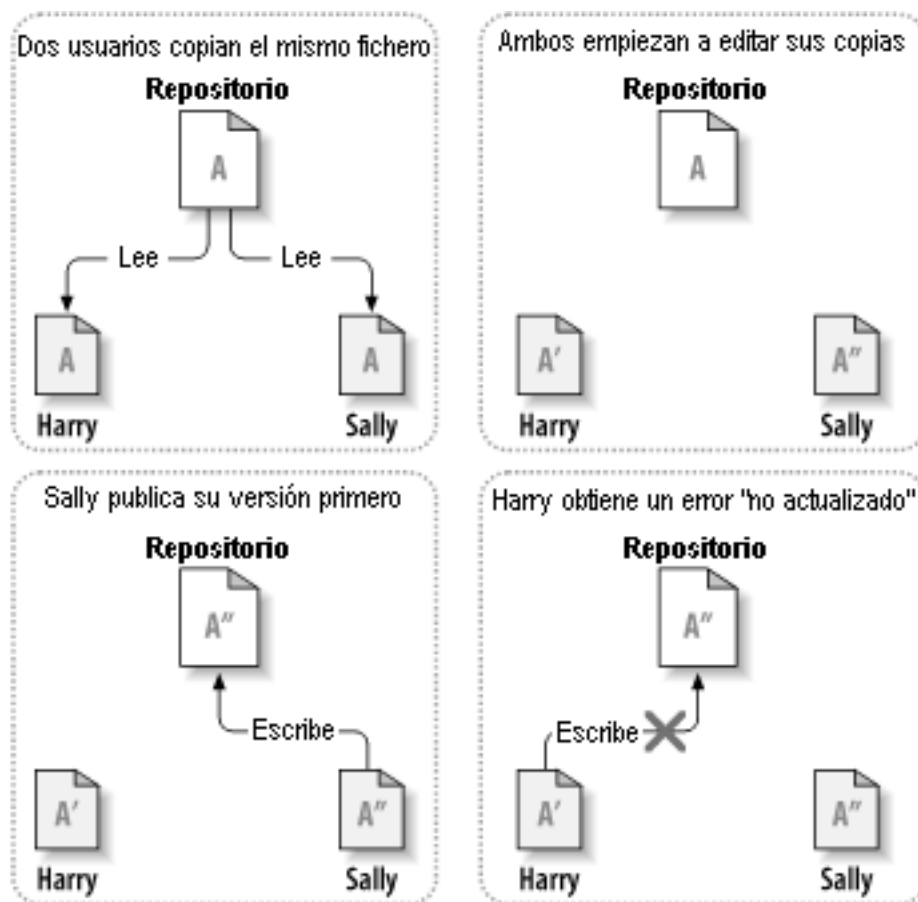 Dos usuarios copian el mismo fichero
Repositorio
A
Lee
Lee
A
A
Harry
Sally
Ambos empiezan a editar sus copias
Repositorio
A
A'
A"
Harry
Sally
Sally publica su versión primero
Repositorio
A"
Escribe
A'
A"
Harry
Sally
Harry obtiene un error "no actualizado"
Repositorio
A"
Escribe
A'
A"
Harry
Sally